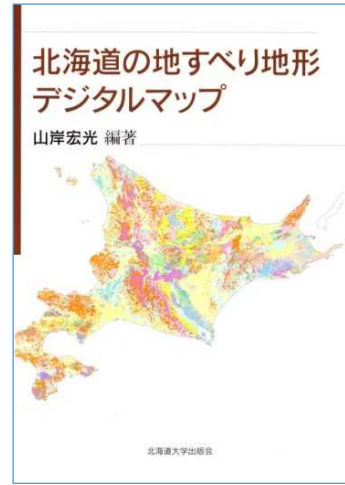 北海道の地すべり地形
デジタルマップ
山岸宏光 編著
北海道大学出版会